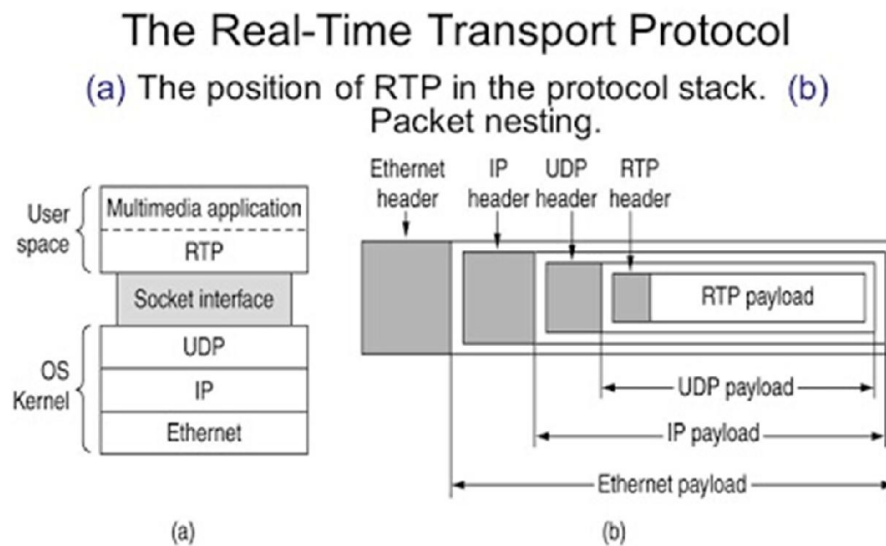 The Real-Time Transport Protocol
(a) The position of RTP in the protocol stack. (b)
Packet nesting.
User
space
Multimedia application
RTP
Socket interface
OS
Kernel
UDP
IP
Ethernet
(a)
Ethernet
header
IP
header
UDP
header
RTP
header
RTP payload
UDP payload
IP payload
Ethernet payload
(b)